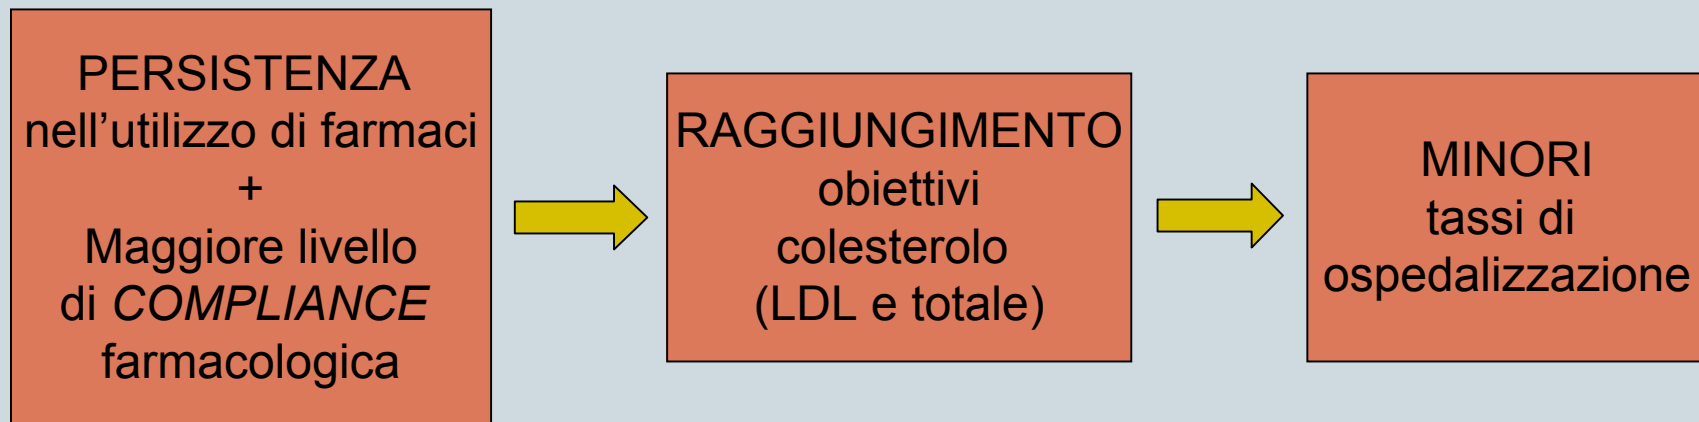 PERSISTENZA
nell’utilizzo di farmaci
+
Maggiore livello
di COMPLIANCE
farmacologica
RAGGIUNGIMENTO
obiettivi
colesterolo
(LDL e totale)
MINORI
tassi di
ospedalizzazione